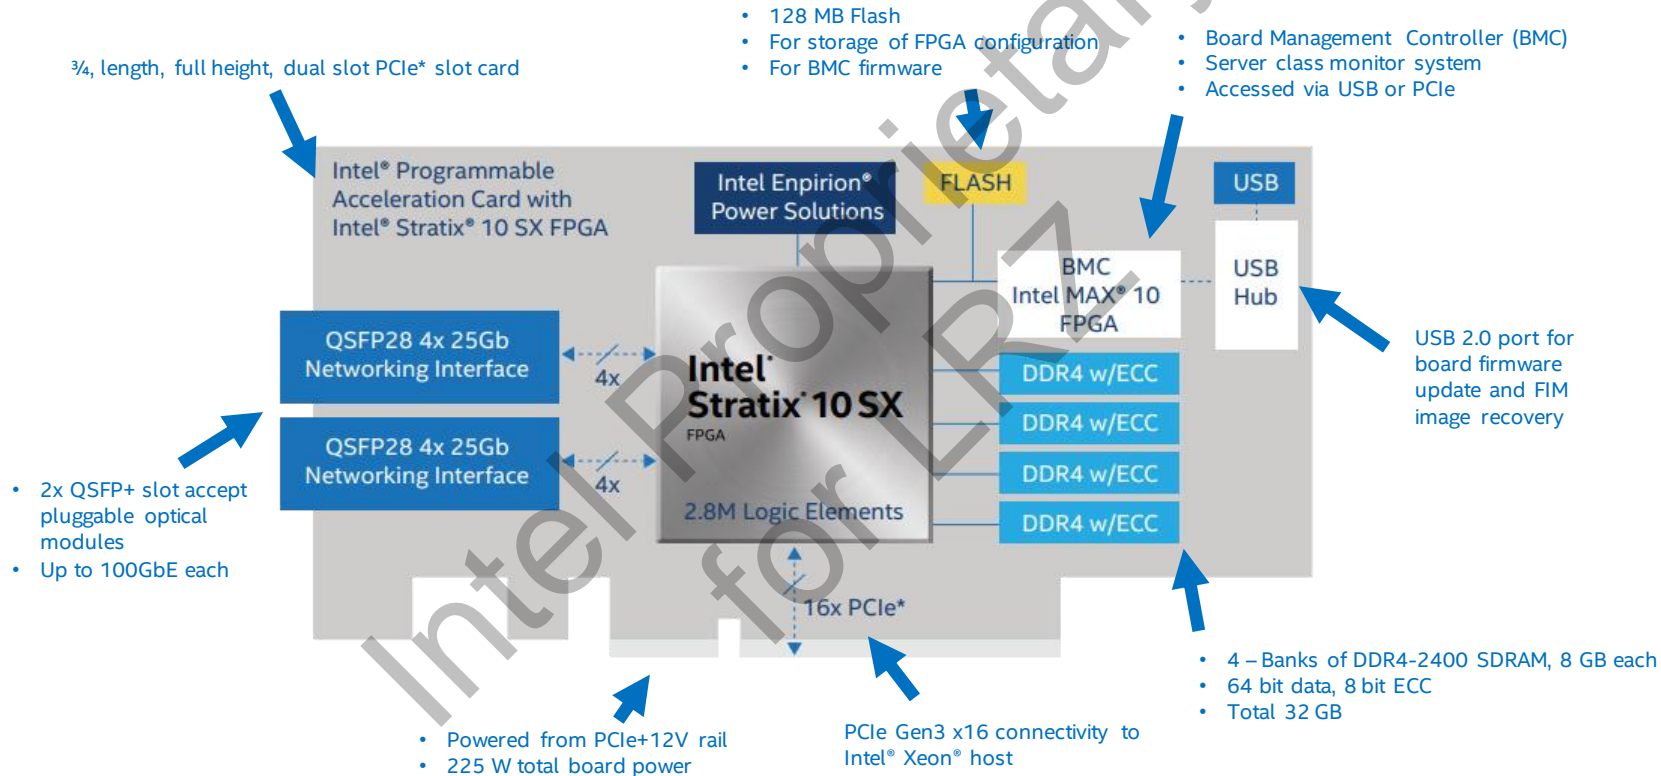 • 128 MB Flash
• For storage of FPGA configuration
• For BMC firmware
• Board Management Controller (BMC)
• Server class monitor system
• Accessed via USB or PCIe
¾, length, full height, dual slot PCIe* slot card
Intel® Programmable
Acceleration Card with
Intel® Stratix® 10 SX FPGA
Intel Enpirion®
Power Solutions
FLASH
USB
BMC
Intel MAX® 10
FPGA
USB
Hub
QSFP28 4x 25Gb
Networking Interface
4x
QSFP28 4x 25Gb
Networking Interface
4x
Intel®
Stratix® 10 SX
FPGA
2.8M Logic Elements
DDR4 w/ECC
DDR4 w/ECC
DDR4 w/ECC
DDR4 w/ECC
USB 2.0 port for
board firmware
update and FIM
image recovery
• 2x QSFP+ slot accept
pluggable optical
modules
• Up to 100GbE each
16x PCIe*
• 4 – Banks of DDR4-2400 SDRAM, 8 GB each
• 64 bit data, 8 bit ECC
• Total 32 GB
• Powered from PCIe+12V rail
• 225 W total board power
PCIe Gen3 x16 connectivity to
Intel® Xeon® host
Intel Proprietary
for LRZ